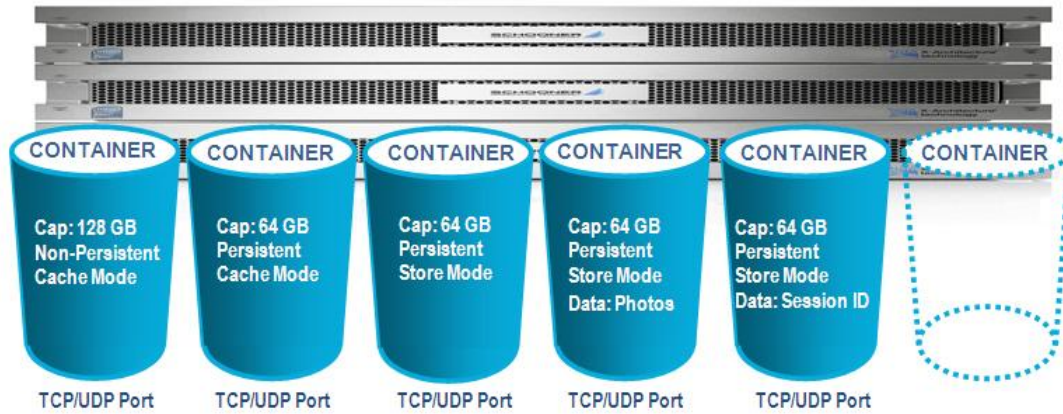 SCHOONER
SCHOONER
CONTAINER
CONTAINER
CONTAINER
CONTAINER
CONTAINER
CONTAINER
Cap: 128 GB
Non-Persistent
Cache Mode
Cap: 64 GB
Persistent
Cache Mode
Cap: 64 GB
Persistent
Store Mode
Cap: 64 GB
Persistent
Store Mode
Data: Photos
Cap: 64 GB
Persistent
Store Mode
Data: Session ID
TCP/UDP Port
TCP/UDP Port
TCP/UDP Port
TCP/UDP Port
TCP/UDP Port